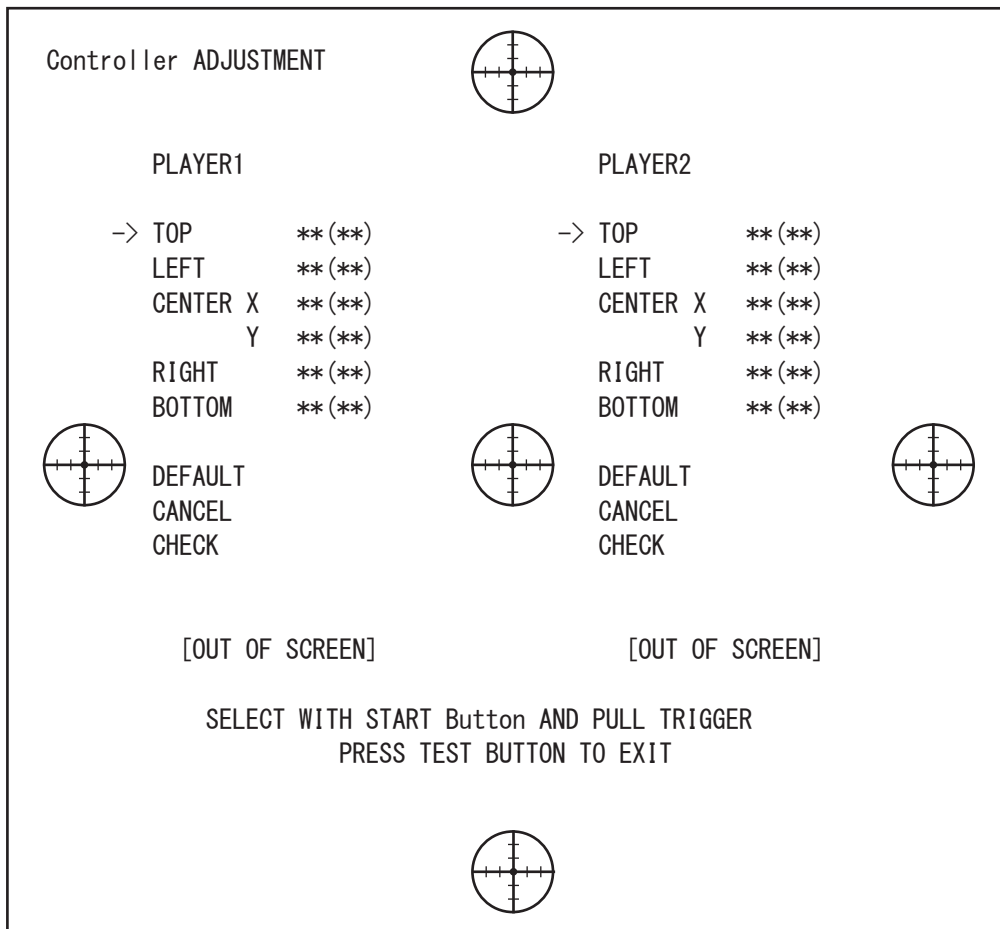 Controller ADJUSTMENT
PLAYER1 PLAYER2
-> TOP **(**) -> TOP **(**)
LEFT **(**) LEFT **(**)
CENTER X **(**) CENTER X **(**)
Y **(**) Y **(**)
RIGHT **(**) RIGHT **(**)
BOTTOM **(**) BOTTOM **(**)
DEFAULT DEFAULT
CANCEL CANCEL
CHECK CHECK
[OUT OF SCREEN] [OUT OF SCREEN]
SELECT WITH START Button AND PULL TRIGGER
PRESS TEST BUTTON TO EXIT